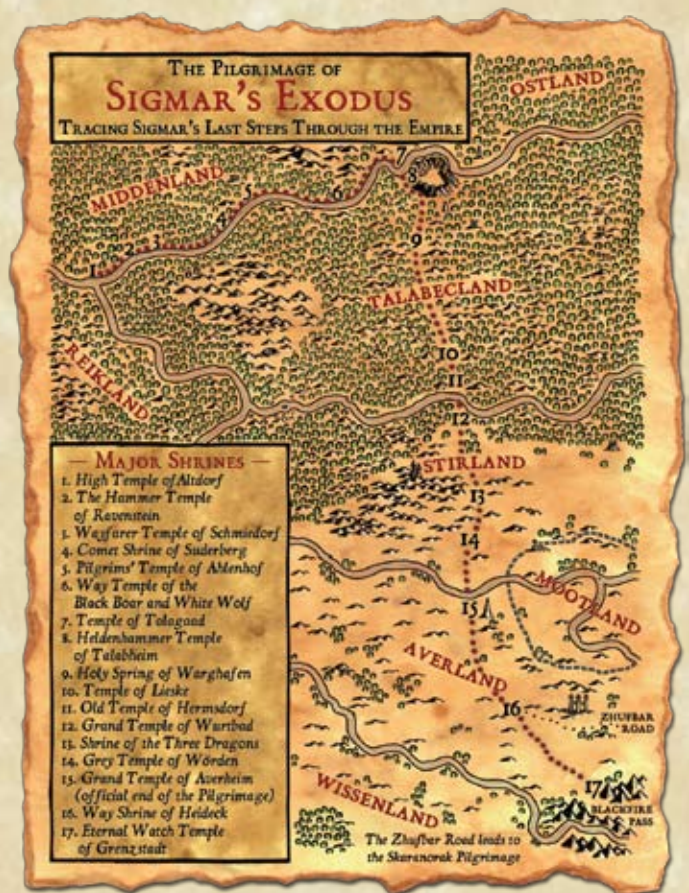 THE PILGRIMAGE OF
SIGMAR'S EXODUS
TRACING SIGMAR'S LAST STEPS THROUGH THE EMPIRE
OSTLAND
MIDDENLAND
7
8
5
6
4
3
2
1
9
TALABECLAND
REIKLAND
10
11
12
STIRLAND
13
14
MOOTLAND
15
AVERLAND
16
ZHUFBAR
ROAD
17
BLACKFIRE
PASS
WISSENLAND
The Zhufbar Road leads to
the Skaranorak Pilgrimage
— MAJOR SHRINES —
1. High Temple of Altdorf
2. The Hammer Temple
of Ravenstein
3. Wayfarer Temple of Schmiedorf
4. Comet Shrine of Suderberg
5. Pilgrims' Temple of Ahlenhof
6. Way Temple of the
Black Boar and White Wolf
7. Temple of Talagaad
8. Heldenhammer Temple
of Talabheim
9. Holy Spring of Warghafen
10. Temple of Lieske
11. Old Temple of Hermsdorf
12. Grand Temple of Wurtbad
13. Shrine of the Three Dragons
14. Grey Temple of Wörden
15. Grand Temple of Averheim
(official end of the Pilgrimage)
16. Way Shrine of Heideck
17. Eternal Watch Temple
of Grenzstadt